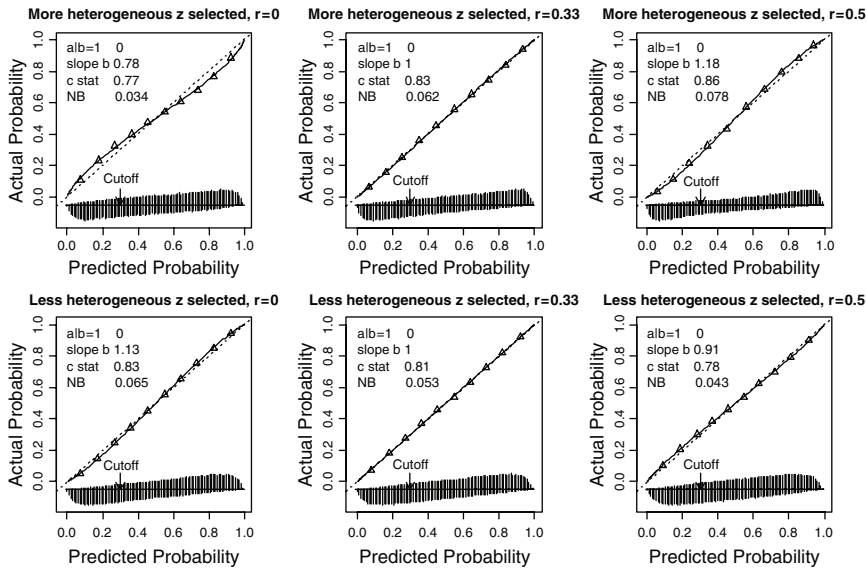 More heterogeneous z selected, r=0
alb=1 0
slope b 0.78
c stat 0.77
NB 0.034
Cutoff
Actual Probability
0.0 0.2 0.4 0.6 0.8 1.0
0.0 0.2 0.4 0.6 0.8 1.0
Predicted Probability
More heterogeneous z selected, r=0.33
alb=1 0
slope b 1
c stat 0.83
NB 0.062
Cutoff
Actual Probability
0.0 0.2 0.4 0.6 0.8 1.0
0.0 0.2 0.4 0.6 0.8 1.0
Predicted Probability
More heterogeneous z selected, r=0.5
alb=1 0
slope b 1.18
c stat 0.86
NB 0.078
Cutoff
Actual Probability
0.0 0.2 0.4 0.6 0.8 1.0
0.0 0.2 0.4 0.6 0.8 1.0
Predicted Probability
Less heterogeneous z selected, r=0
alb=1 0
slope b 1.13
c stat 0.83
NB 0.065
Cutoff
Actual Probability
0.0 0.2 0.4 0.6 0.8 1.0
0.0 0.2 0.4 0.6 0.8 1.0
Predicted Probability
Less heterogeneous z selected, r=0.33
alb=1 0
slope b 1
c stat 0.81
NB 0.053
Cutoff
Actual Probability
0.0 0.2 0.4 0.6 0.8 1.0
0.0 0.2 0.4 0.6 0.8 1.0
Predicted Probability
Less heterogeneous z selected, r=0.5
alb=1 0
slope b 0.91
c stat 0.78
NB 0.043
Cutoff
Actual Probability
0.0 0.2 0.4 0.6 0.8 1.0
0.0 0.2 0.4 0.6 0.8 1.0
Predicted Probability